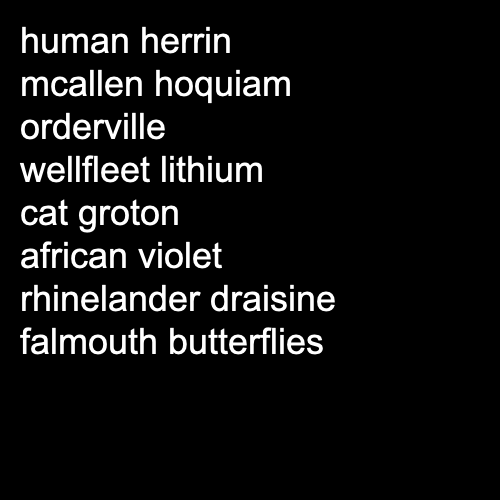 human herrin
mcallen hoquiam
orderville
wellfleet lithium
cat groton
african violet
rhinelander draisine
falmouth butterflies